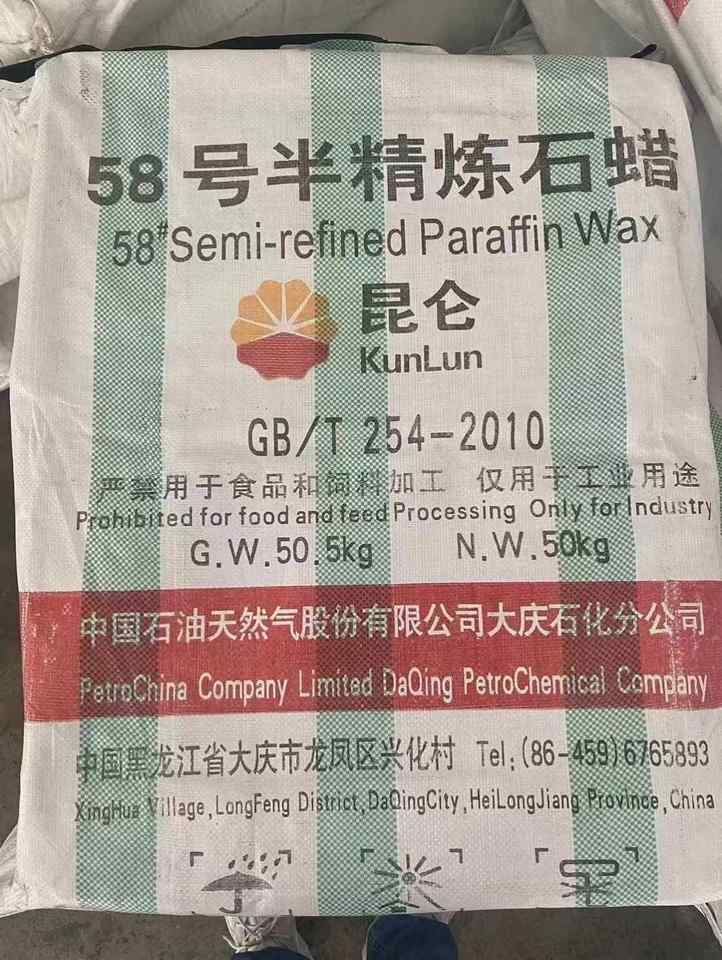 58号半精炼石蜡
58#Semi-refined Paraffin Wax
昆仑
KunLun
GB/T 254-2010
严禁用于食品和饲料加工 仅用于工业用途
Prohibited for food and feed Processing Only for Industry
G.W.50.5kg N.W.50kg
中国石油天然气股份有限公司大庆石化分公司
PetroChina Company Limited DaQing PetroChemical Company
中国黑龙江省大庆市龙凤区兴化村 Tel:(86-459)6765893
XingHua Village,LongFeng District,DaQingCity,HeiLongJiang Province,China